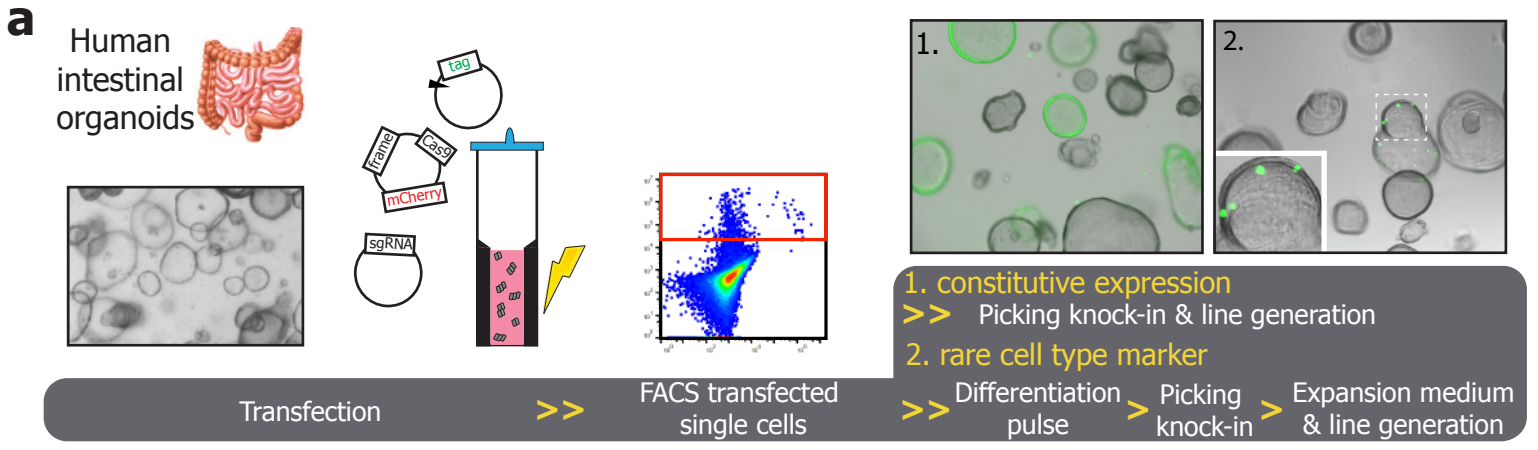 a
Human
intestinal
organoids
tag
frame
Cas9
mCherry
sgRNA
1.
2.
1. constitutive expression
>> Picking knock-in & line generation
2. rare cell type marker
Transfection
>>
FACS transfected
single cells
>>
Differentiation
pulse
>
Picking
knock-in
>
Expansion medium
& line generation